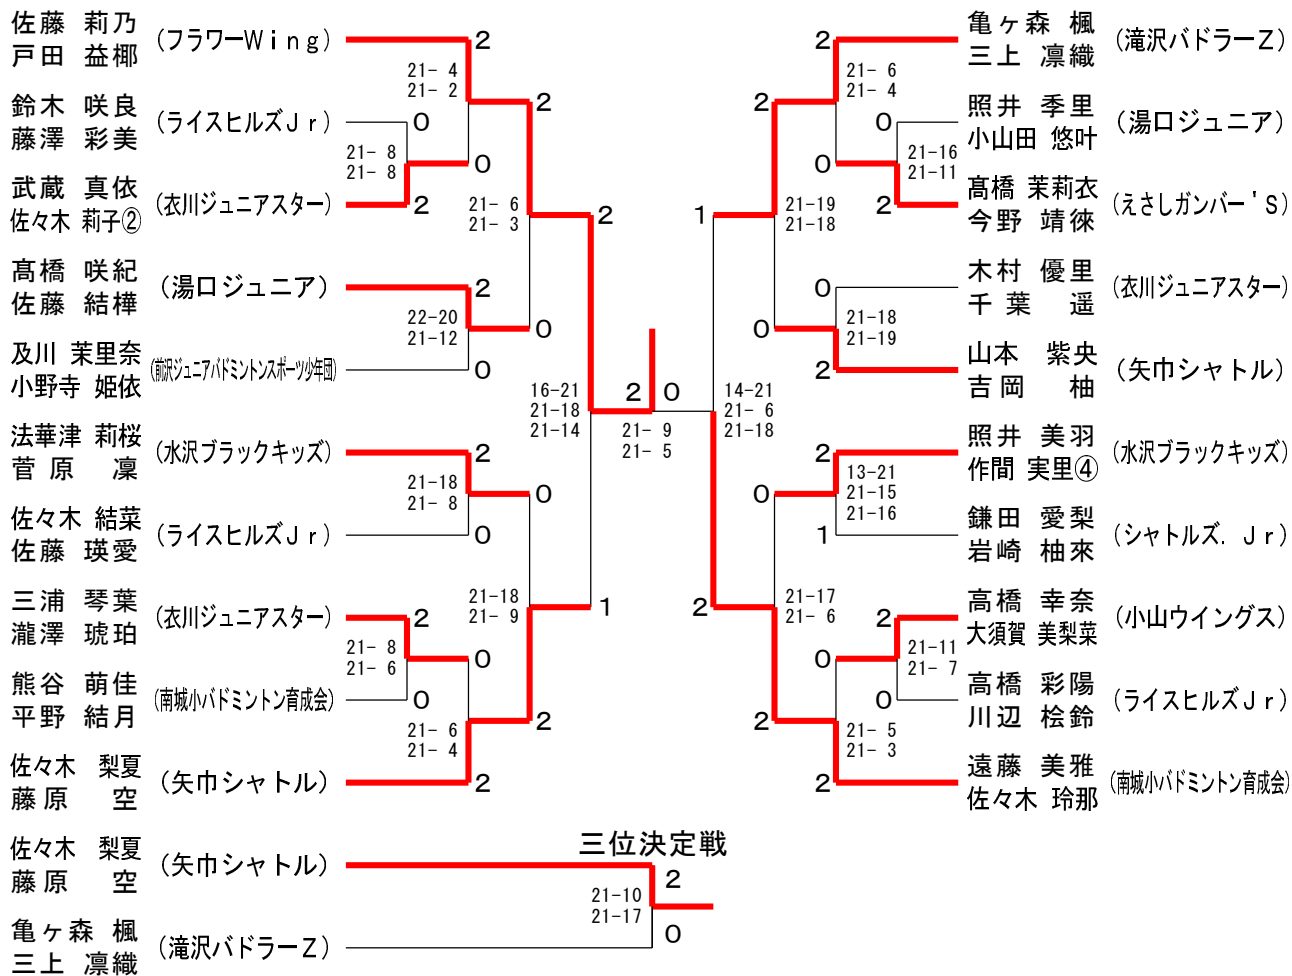 佐藤 莉乃
戸田 益椰
(フラワーWing)
鈴木 咲良
藤澤 彩美
(ライスヒルズJr)
武蔵 真依
佐々木 莉子②
(衣川ジュニアスター)
髙橋 咲紀
佐藤 結樺
(湯口ジュニア)
及川 茉里奈
小野寺 姫依
(前沢ジュニアバドミントンスポーツ少年団)
法華津 莉桜
菅原 凜
(水沢ブラックキッズ)
佐々木 結菜
佐藤 瑛愛
(ライスヒルズJr)
三浦 琴葉
瀧澤 琥珀
(衣川ジュニアスター)
熊谷 萌佳
平野 結月
(南城小バドミントン育成会)
佐々木 梨夏
藤原 空
(矢巾シャトル)
2
21- 4
21- 2
0
0
21- 8
21- 8
2
2
21- 6
21- 3
0
2
22-20
21-12
0
2
16-21
21-18
21-14
1
2
21-18
21- 8
0
0
21-18
21- 9
2
2
21- 8
21- 6
0
0
21- 6
21- 4
2
2 0
21- 9
21- 5
亀ヶ森 楓
三上 凛織
(滝沢バドラーZ)
照井 季里
小山田 悠叶
(湯口ジュニア)
髙橋 茉莉衣
今野 靖徠
(えさしガンバー'S)
木村 優里
千葉 遥
(衣川ジュニアスター)
山本 紫央
吉岡 柚
(矢巾シャトル)
照井 美羽
作間 実里④
(水沢ブラックキッズ)
鎌田 愛梨
岩崎 柚來
(シャトルズ.Jr)
高橋 幸奈
大須賀 美梨菜
(小山ウイングス)
高橋 彩陽
川辺 桧鈴
(ライスヒルズJr)
遠藤 美雅
佐々木 玲那
(南城小バドミントン育成会)
2
21- 6
21- 4
0
0
21-16
21-11
2
2
21-19
21-18
0
0
21-18
21-19
2
1
14-21
21- 6
21-18
2
2
13-21
21-15
21-16
1
0
21-17
21- 6
2
2
21-11
21- 7
0
0
21- 5
21- 3
2
三位決定戦
佐々木 梨夏
藤原 空
(矢巾シャトル)
亀ヶ森 楓
三上 凛織
(滝沢バドラーZ)
2
21-10
21-17
0